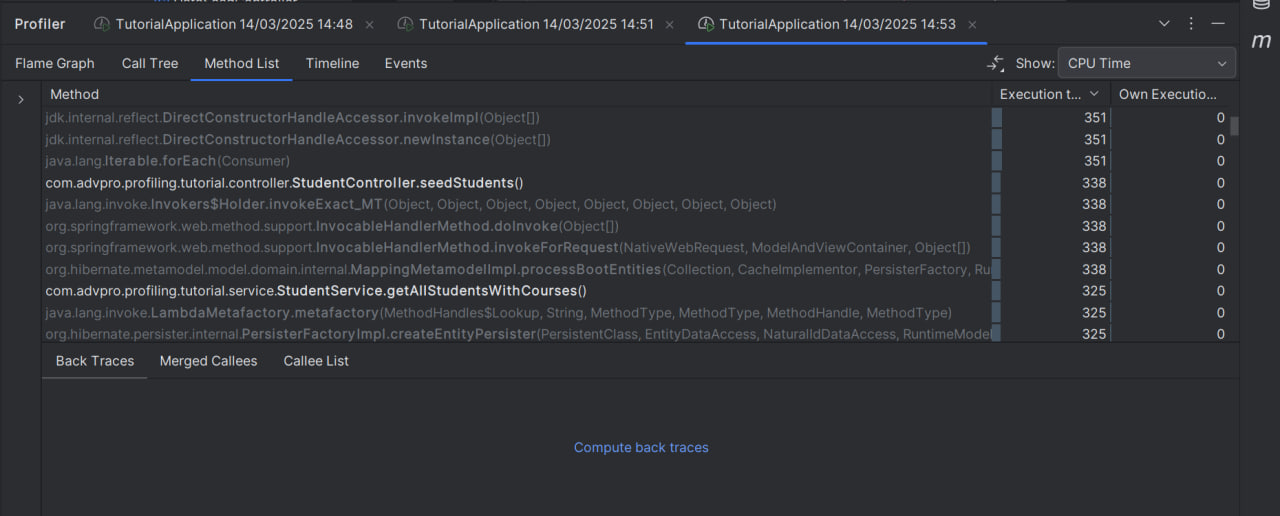 Profiler TutorialApplication 14/03/2025 14:48 TutorialApplication 14/03/2025 14:51 TutorialApplication 14/03/2025 14:53
m
Flame Graph Call Tree Method List Timeline Events Show: CPU Time
Method Execution t... Own Executio...
jdk.internal.reflect.DirectConstructorHandleAccessor.invokeImpl(Object[]) 351 0
jdk.internal.reflect.DirectConstructorHandleAccessor.newInstance(Object[]) 351 0
java.lang.Iterable.forEach(Consumer) 351 0
com.advpro.profiling.tutorial.controller.StudentController.seedStudents() 338 0
java.lang.invoke.Invokers$Holder.invokeExact_MT(Object, Object, Object, Object, Object, Object, Object, Object) 338 0
org.springframework.web.method.support.InvocableHandlerMethod.doInvoke(Object[]) 338 0
org.springframework.web.method.support.InvocableHandlerMethod.invokeForRequest(NativeWebRequest, ModelAndViewContainer, Object[]) 338 0
org.hibernate.metamodel.model.domain.internal.MappingMetamodelImpl.processBootEntities(Collection, CacheImplementor, PersisterFactory, Ru 338 0
com.advpro.profiling.tutorial.service.StudentService.getAllStudentsWithCourses() 325 0
java.lang.invoke.LambdaMetafactory.metafactory(MethodHandles$Lookup, String, MethodType, MethodType, MethodHandle, MethodType) 325 0
org.hibernate.persister.internal.PersisterFactoryImpl.createEntityPersister(PersistentClass, EntityDataAccess, NaturalIdDataAccess, RuntimeModel 325 0
Back Traces Merged Callees Callee List
Compute back traces